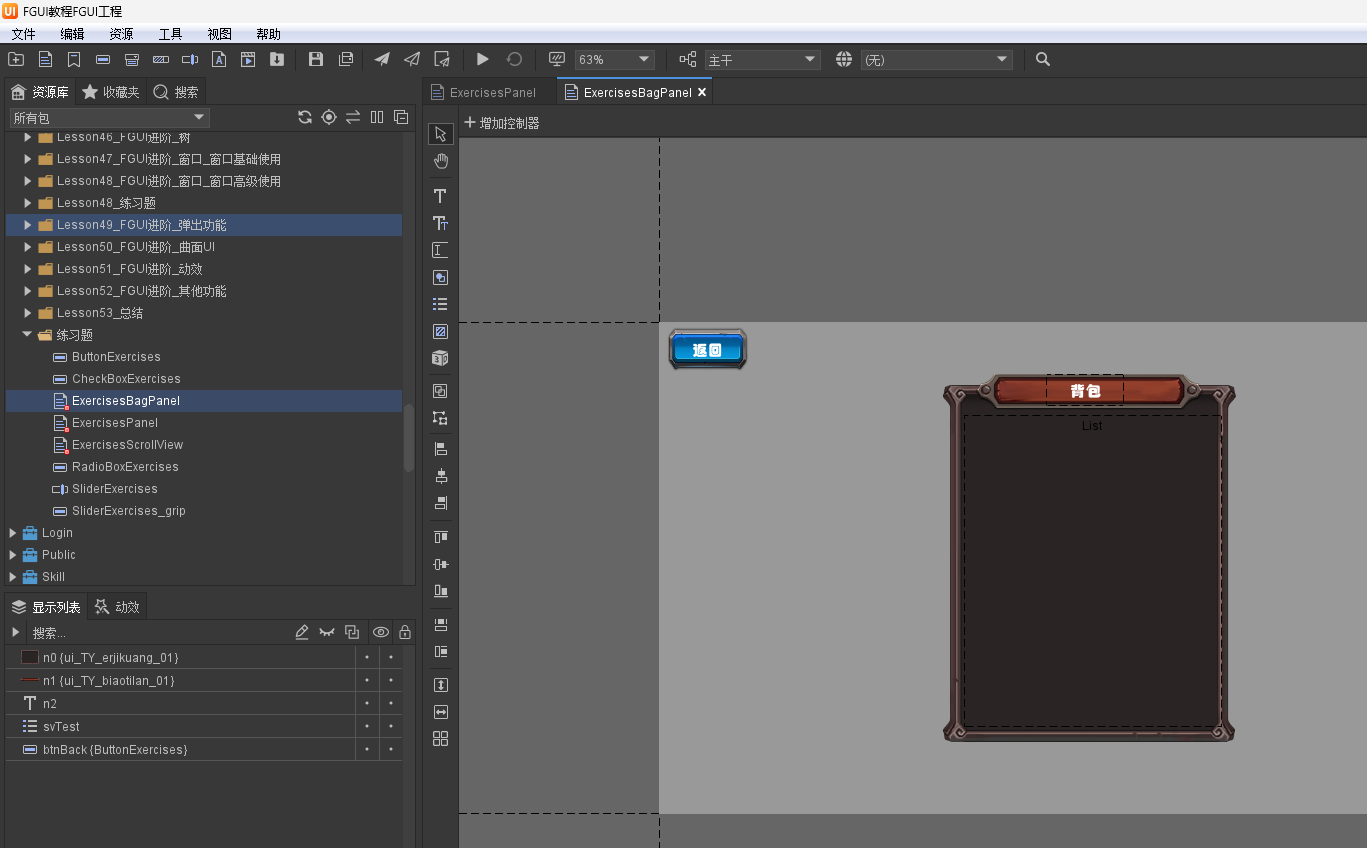 FGUI教程FGUI工程
文件 编辑 资源 工具 视图 帮助
63% 主干 (无)
资源库 收藏夹 搜索
ExercisesPanel ExercisesBagPanel
所有包
增加控制器
Lesson46_FGUI进阶_树
Lesson47_FGUI进阶_窗口_窗口基础使用
Lesson48_FGUI进阶_窗口_窗口高级使用
Lesson48_练习题
Lesson49_FGUI进阶_弹出功能
Lesson50_FGUI进阶_曲面UI
Lesson51_FGUI进阶_动效
Lesson52_FGUI进阶_其他功能
Lesson53_总结
练习题
ButtonExercises
CheckBoxExercises
ExercisesBagPanel
ExercisesPanel
ExercisesScrollView
RadioBoxExercises
SliderExercises
SliderExercises_grip
Login
Public
Skill
显示列表 动效
搜索...
n0 {ui_TY_erjikuang_01}
n1 {ui_TY_biaotilan_01}
n2
svTest
btnBack {ButtonExercises}
返回
背包
List